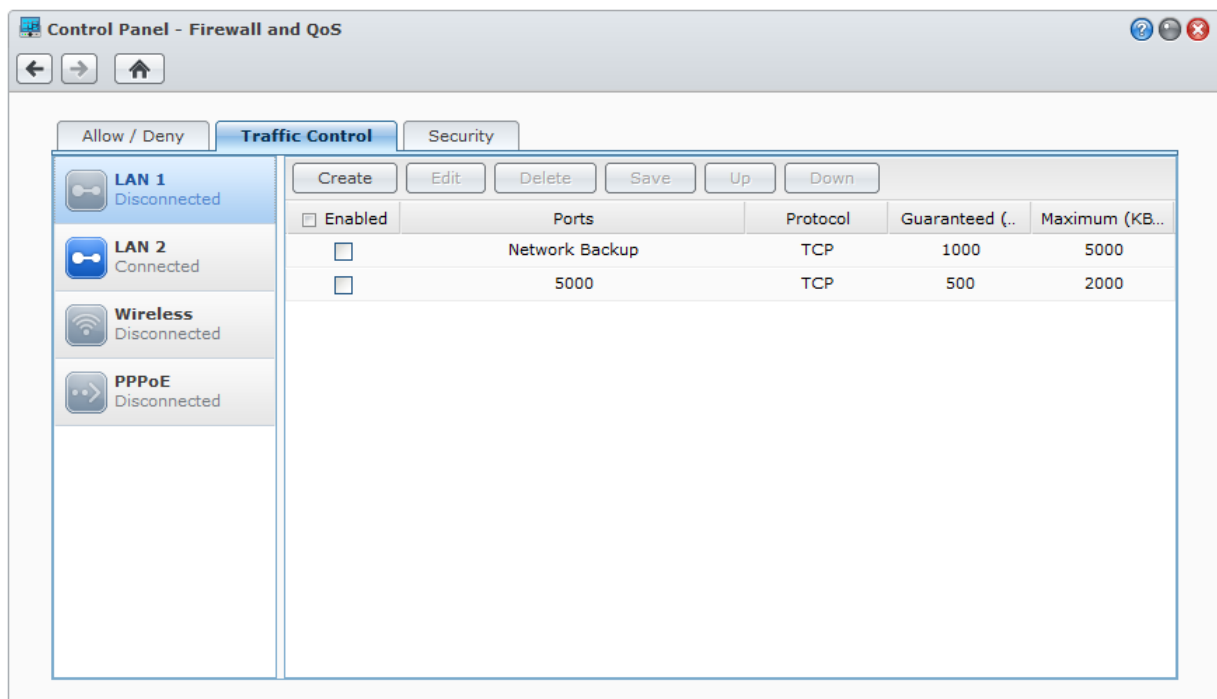 Control Panel - Firewall and QoS
Allow / Deny Traffic Control Security
LAN 1
Disconnected
LAN 2
Connected
Wireless
Disconnected
PPPoE
Disconnected
Create Edit Delete Save Up Down
Enabled Ports Protocol Guaranteed (.. Maximum (KB...
Network Backup TCP 1000 5000
5000 TCP 500 2000